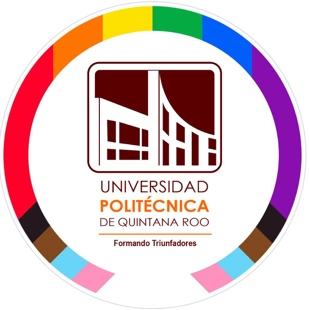 UNIVERSIDAD
POLITÉCNICA
DE QUINTANA ROO
Formando Triunfadores